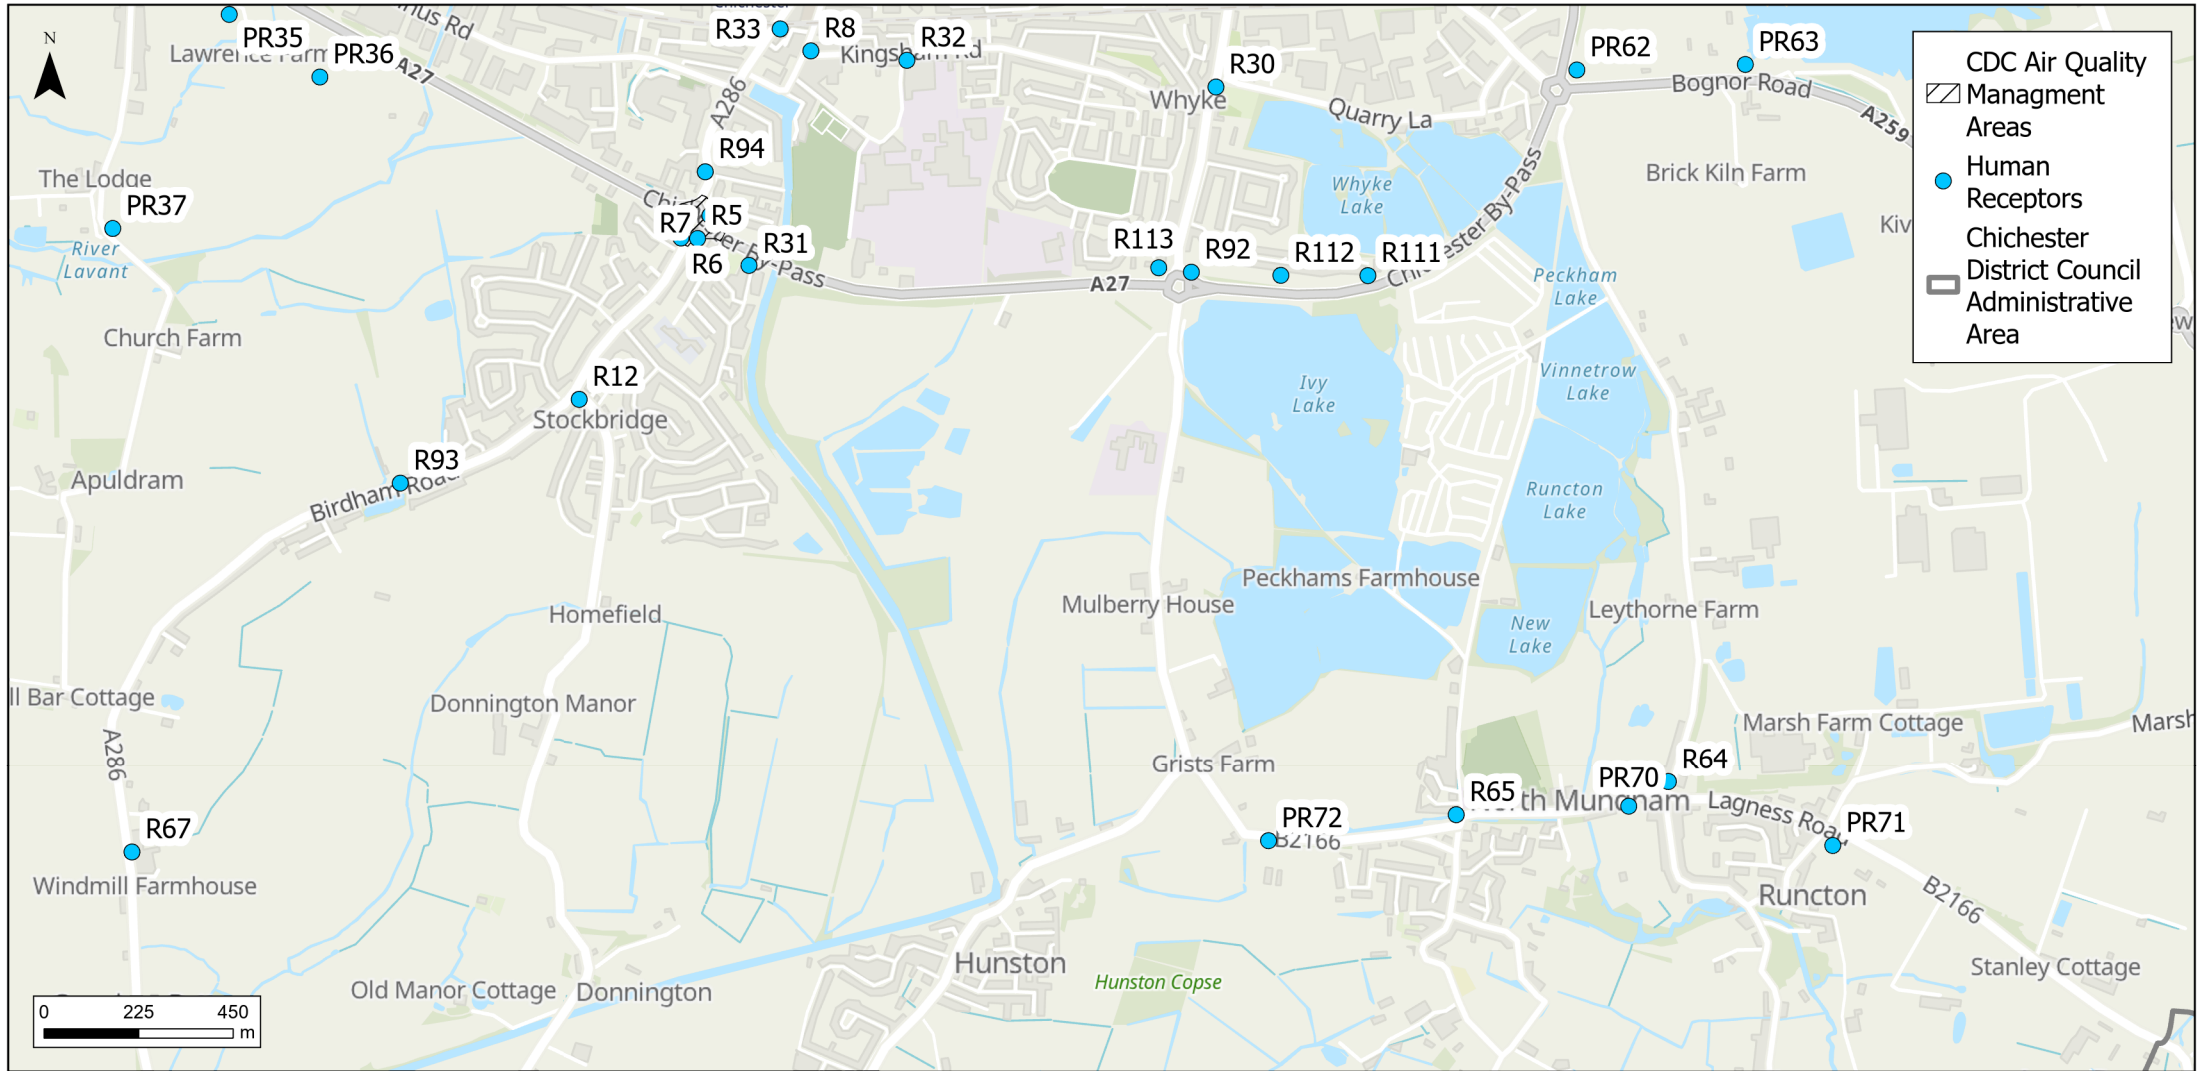 N
PR35
Lawrence Farm
PR36
A27
R33
R8
Kingsham Rd
R32
A286
R30
Whyke
Quarry La
PR62
PR63
Bognor Road
A259
CDC Air Quality
Managment
Areas
Human
Receptors
Chichester
District Council
Administrative
Area
R94
The Lodge
PR37
River
Lavant
R7
R5
R6
R31
Whyke
Lake
Brick Kiln Farm
R113
R92
R112
R111
A27
Chichester By-Pass
Peckham
Lake
Church Farm
R12
Stockbridge
Ivy
Lake
Vinnetrow
Lake
R93
Birdham Road
Apuldram
Runcton
Lake
Peckhams Farmhouse
Mulberry House
Homefield
Leythorne Farm
New
Lake
ll Bar Cottage
Donnington Manor
A286
Marsh Farm Cottage
Marsh
Grists Farm
R64
PR70
R65
Lagness Road
PR71
PR72
B2166
R67
Windmill Farmhouse
Runcton
B2166
Hunston
Hunston Copse
Stanley Cottage
Old Manor Cottage
Donnington
0 225 450
m